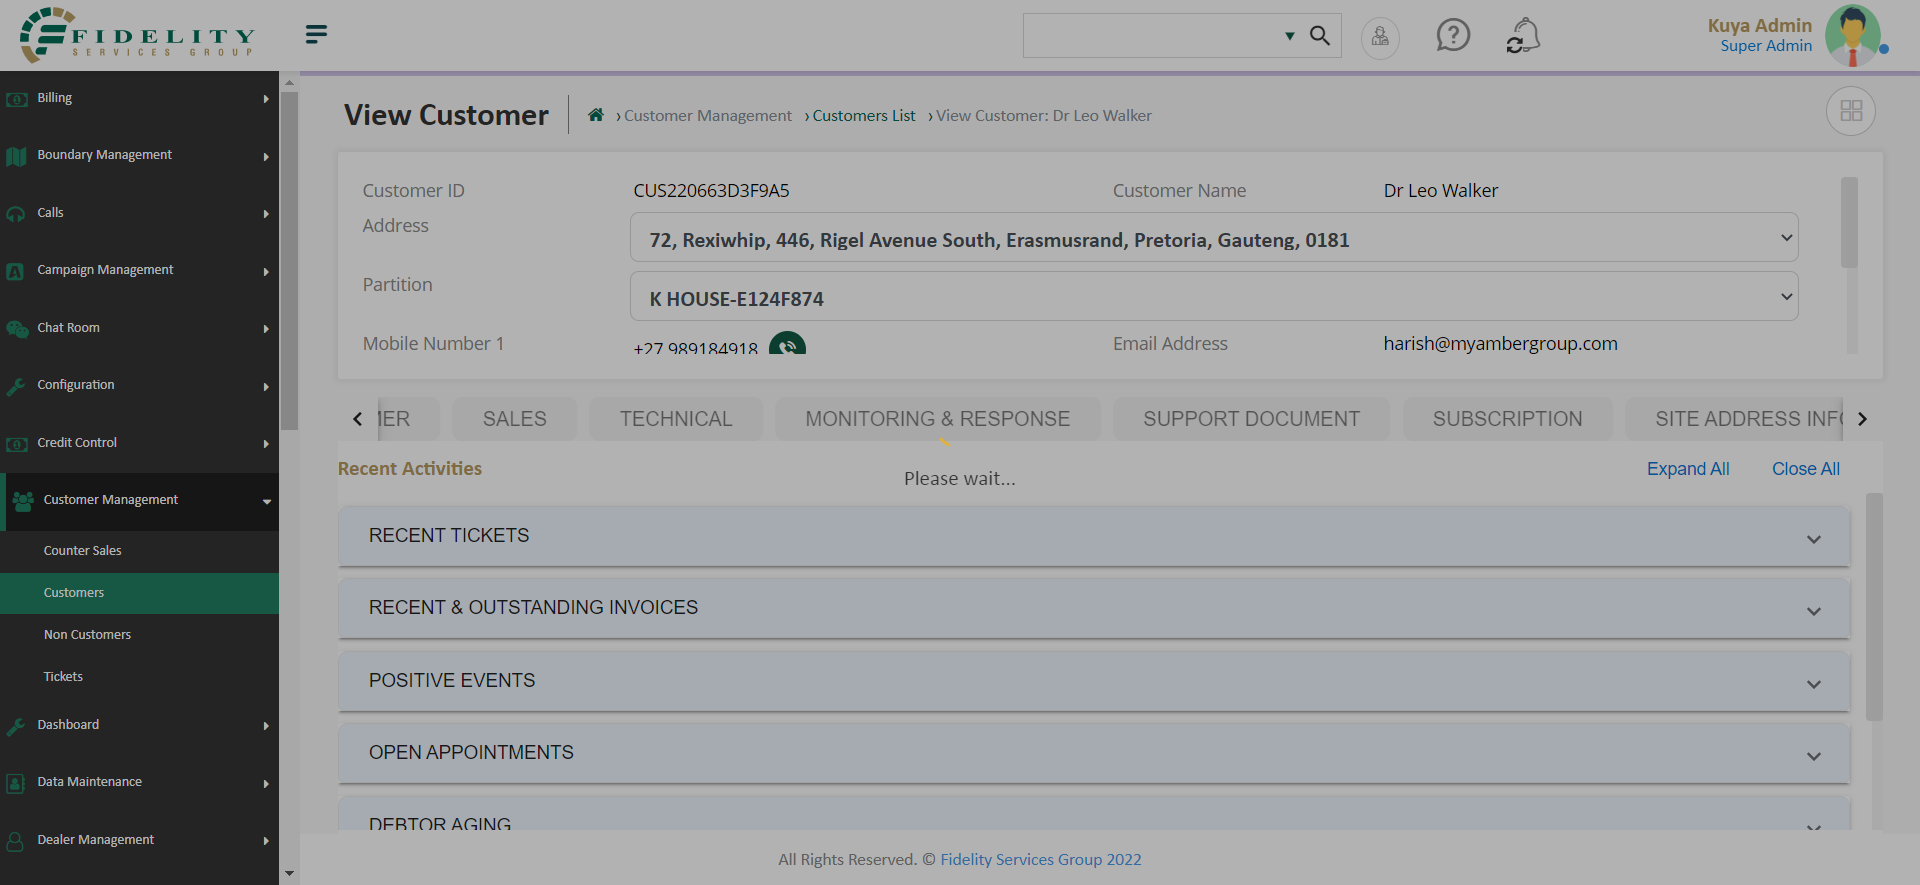 FIDELITY
SERVICES GROUP
Kuya Admin
Super Admin
Billing
Boundary Management
Calls
Campaign Management
Chat Room
Configuration
Credit Control
Customer Management
Counter Sales
Customers
Non Customers
Tickets
Dashboard
Data Maintenance
Dealer Management
View Customer
› Customer Management › Customers List › View Customer: Dr Leo Walker
Customer ID CUS220663D3F9A5 Customer Name Dr Leo Walker
Address 72, Rexiwhip, 446, Rigel Avenue South, Erasmusrand, Pretoria, Gauteng, 0181
Partition K HOUSE-E124F874
Mobile Number 1 +27 989184918 Email Address harish@myambergroup.com
SALES TECHNICAL MONITORING & RESPONSE SUPPORT DOCUMENT SUBSCRIPTION SITE ADDRESS
Recent Activities Please wait... Expand All Close All
RECENT TICKETS
RECENT & OUTSTANDING INVOICES
POSITIVE EVENTS
OPEN APPOINTMENTS
DEBTOR AGING
All Rights Reserved. © Fidelity Services Group 2022